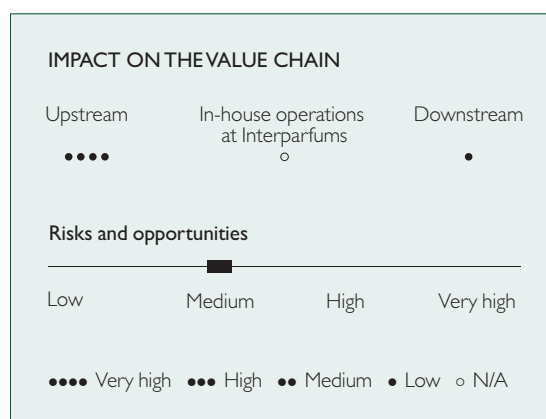 IMPACT ON THE VALUE CHAIN
Upstream In-house operations at Interparfums Downstream
●●●● ○ ●
Risks and opportunities
Low Medium High Very high
●●●● Very high ●●● High ●● Medium ● Low ○ N/A